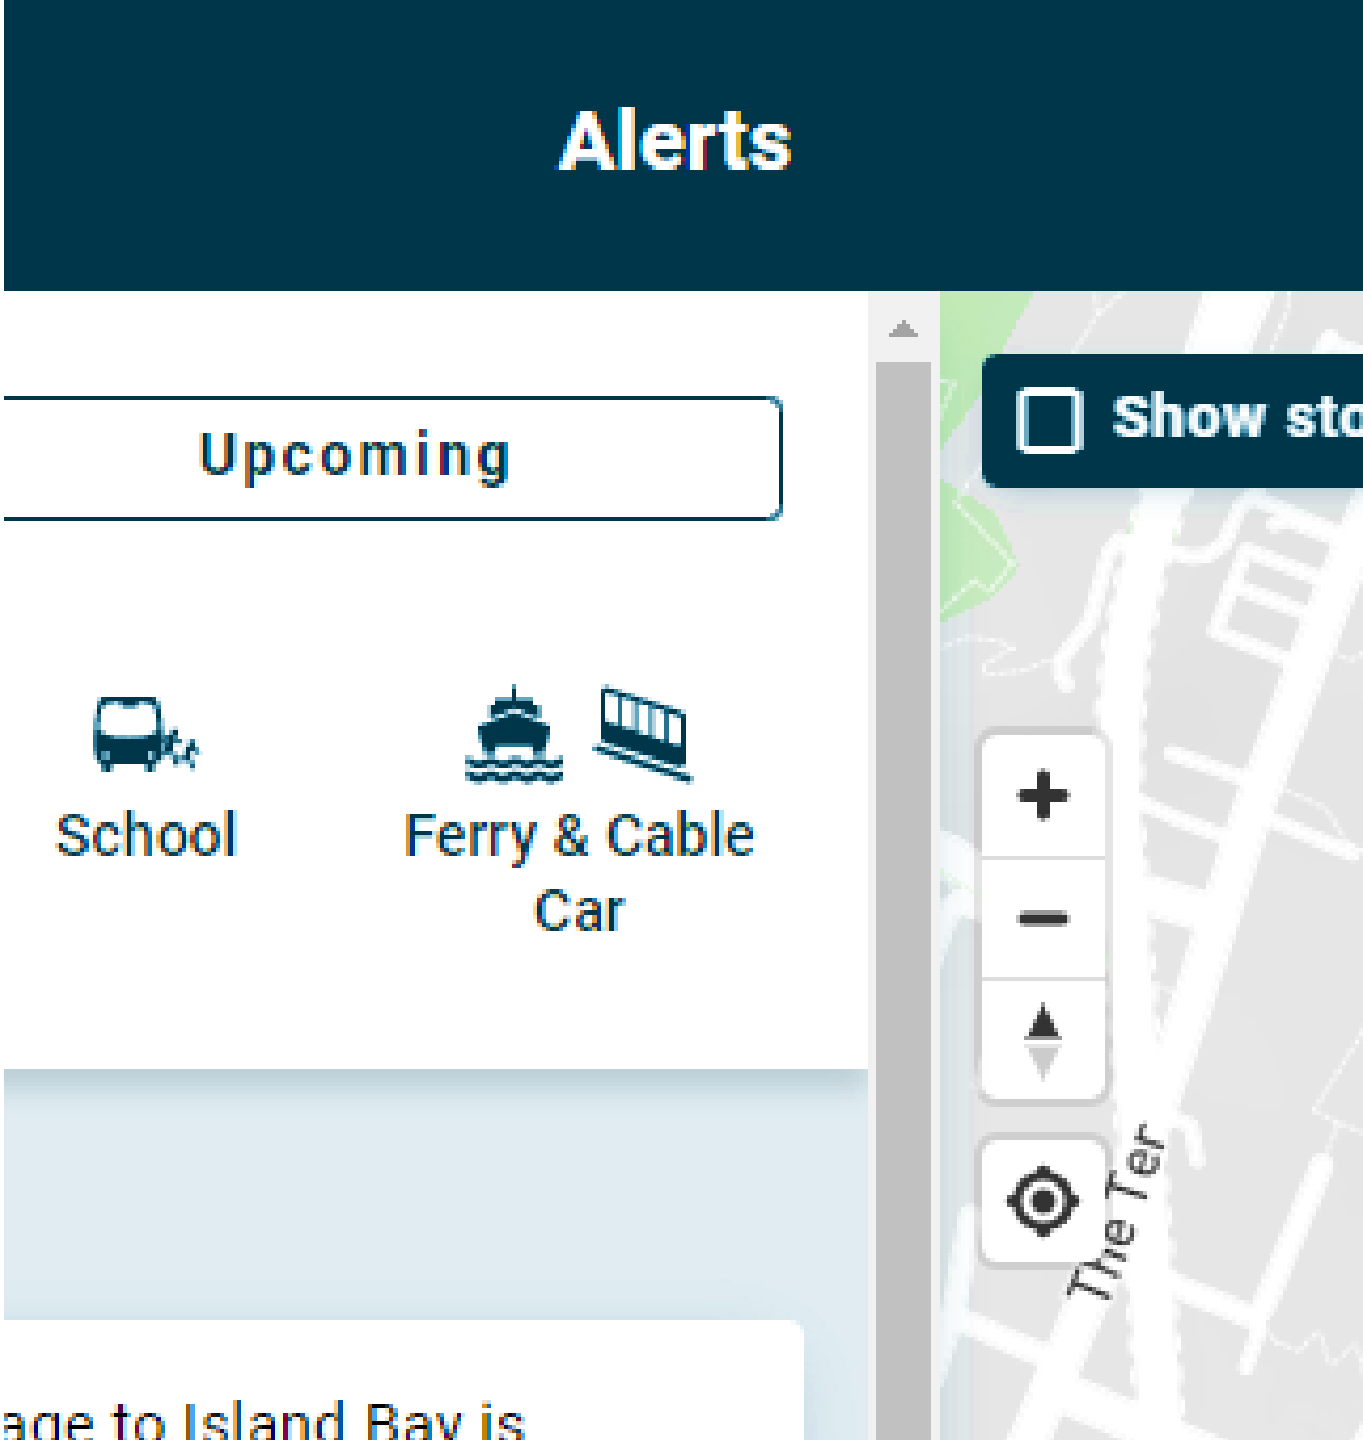 Alerts
Upcoming
Show sto
School
Ferry & Cable
Car
The Ter
age to Island Bay is